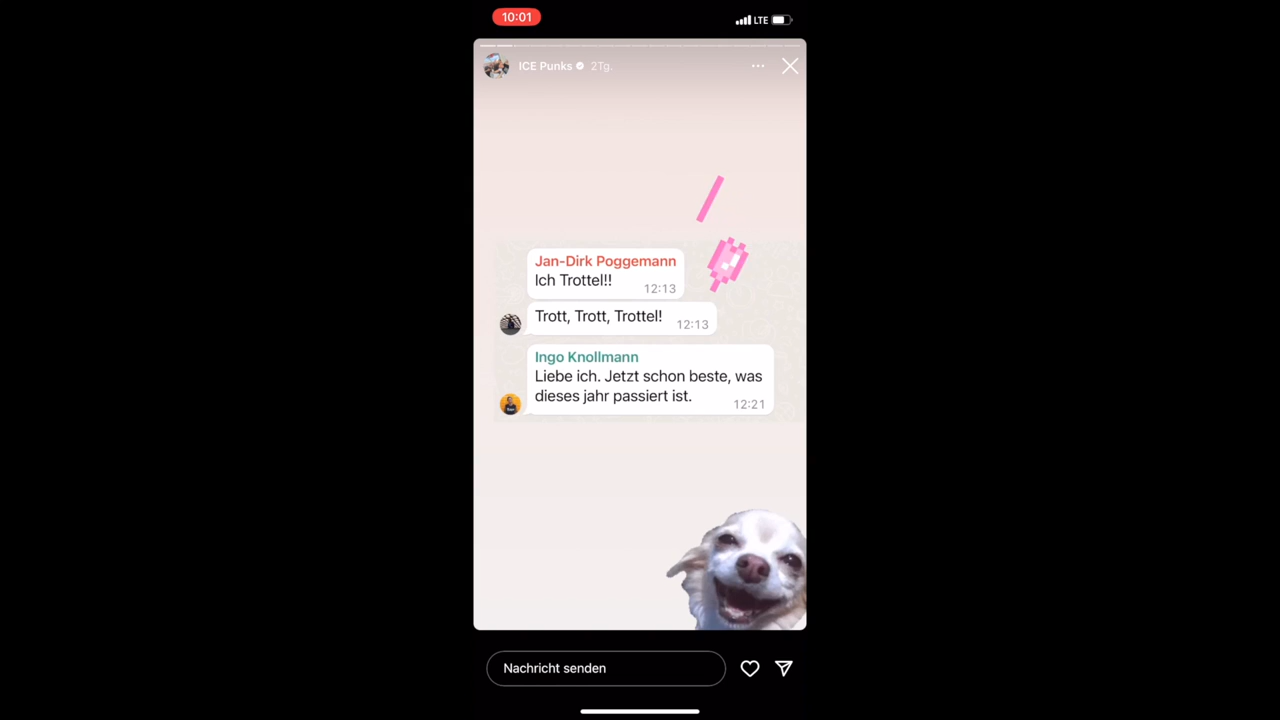 10:01
LTE
ICE Punks 2Tg.
Jan-Dirk Poggemann
Ich Trottel!!
12:13
Trott, Trott, Trottel!
12:13
Ingo Knollmann
Liebe ich. Jetzt schon beste, was
dieses jahr passiert ist.
12:21
Nachricht senden